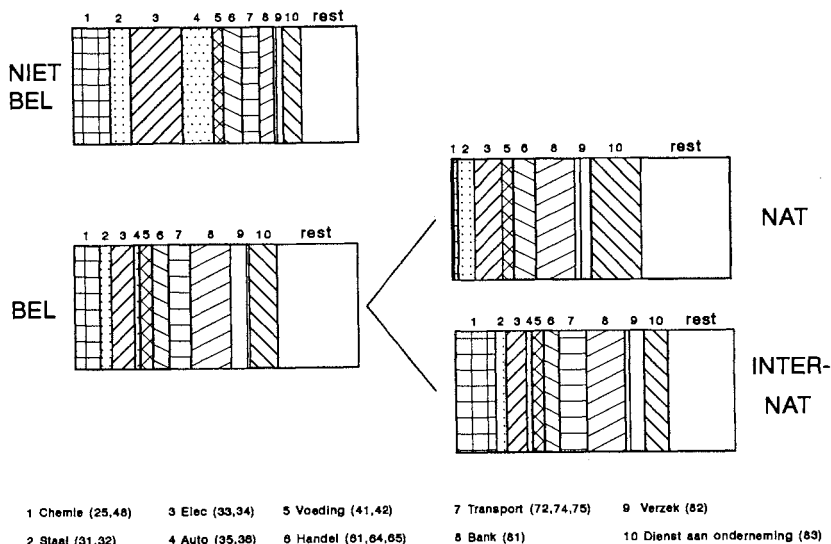 1 2 3 4 5 6 7 8 9 10 rest
NIET
BEL
1 2 3 5 6 8 9 10 rest
NAT
1 2 3 4 5 6 7 8 9 10 rest
BEL
1 2 3 4 5 6 7 8 9 10 rest
INTER-
NAT
1 Chemie (25,48) 3 Elec (33,34) 5 Voeding (41,42) 7 Transport (72,74,75) 9 Verzek (82)
2 Staal (31,32) 4 Auto (35,36) 6 Handel (61,64,65) 8 Bank (81) 10 Dienst aan onderneming (83)